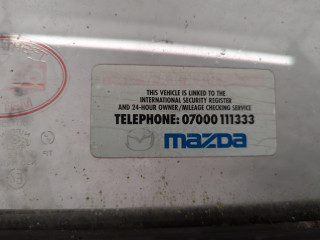 THIS VEHICLE IS LINKED TO THE
INTERNATIONAL SECURITY REGISTER
AND 24-HOUR OWNER/MILEAGE CHECKING SERVICE
TELEPHONE: 07000 111333
mazda